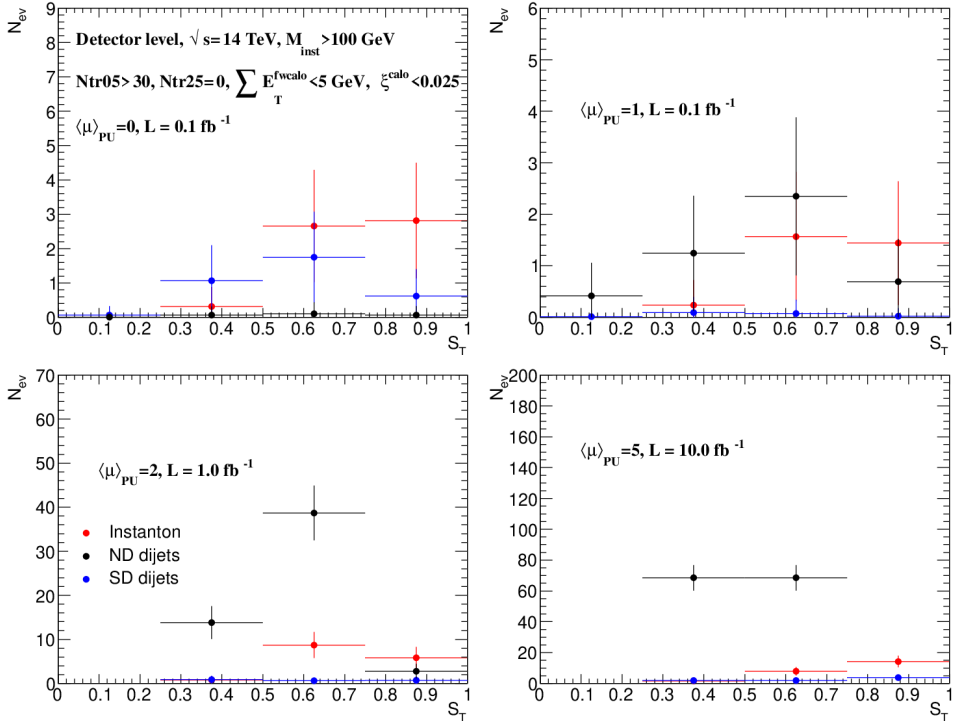 N_ev
9
8
7
6
5
4
3
2
1
0
Detector level, √s=14 TeV, M_inst>100 GeV
Ntr05>30, Ntr25=0, ∑ E_T^fwcalo<5 GeV, ξ^calo<0.025
⟨μ⟩_PU=0, L = 0.1 fb^-1
0 0.1 0.2 0.3 0.4 0.5 0.6 0.7 0.8 0.9 1
S_T
N_ev
6
5
4
3
2
1
0
⟨μ⟩_PU=1, L = 0.1 fb^-1
0 0.1 0.2 0.3 0.4 0.5 0.6 0.7 0.8 0.9 1
S_T
N_ev
70
60
50
40
30
20
10
0
⟨μ⟩_PU=2, L = 1.0 fb^-1
Instanton
ND dijets
SD dijets
0 0.1 0.2 0.3 0.4 0.5 0.6 0.7 0.8 0.9 1
S_T
N_ev
200
180
160
140
120
100
80
60
40
20
0
⟨μ⟩_PU=5, L = 10.0 fb^-1
0 0.1 0.2 0.3 0.4 0.5 0.6 0.7 0.8 0.9 1
S_T